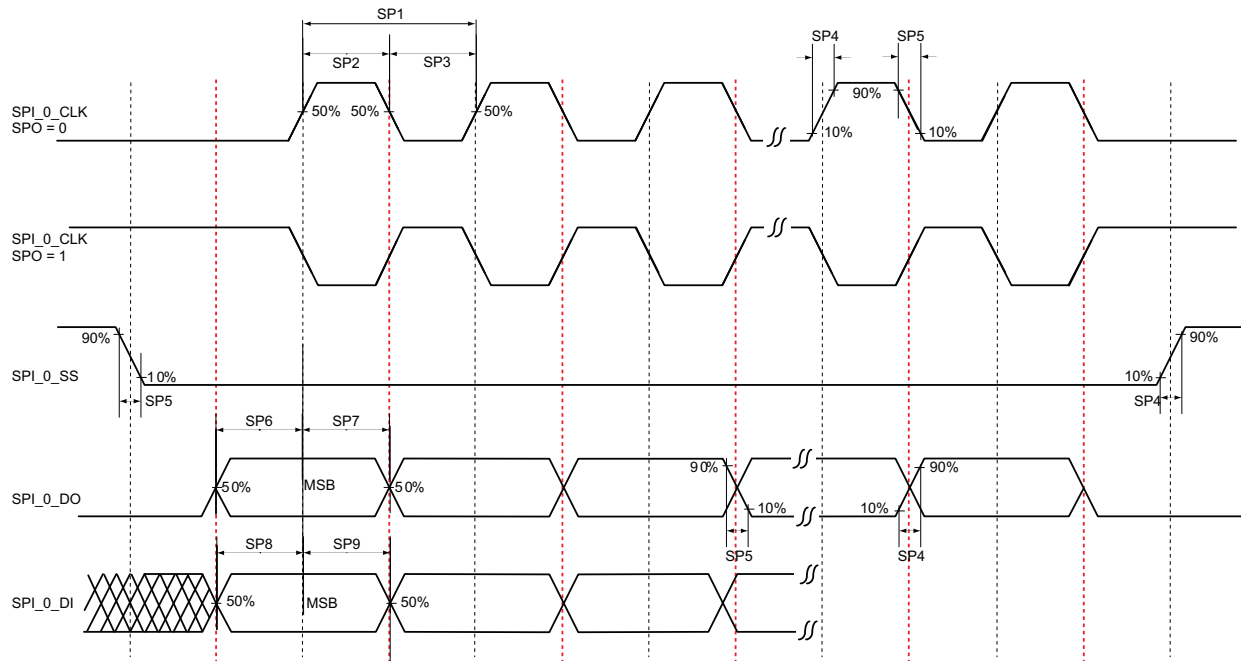 SP1
SP4 SP5
SP2 SP3
SPI_0_CLK
SPO = 0
50% 50% 50% 90%
10% 10%
SPI_0_CLK
SPO = 1
90% 90%
SPI_0_SS
10% 10%
SP5 SP4
SP6 SP7
90% 90%
SPI_0_DO
50% MSB 50%
10% 10%
SP5 SP4
SP8 SP9
SPI_0_DI
50% MSB 50%